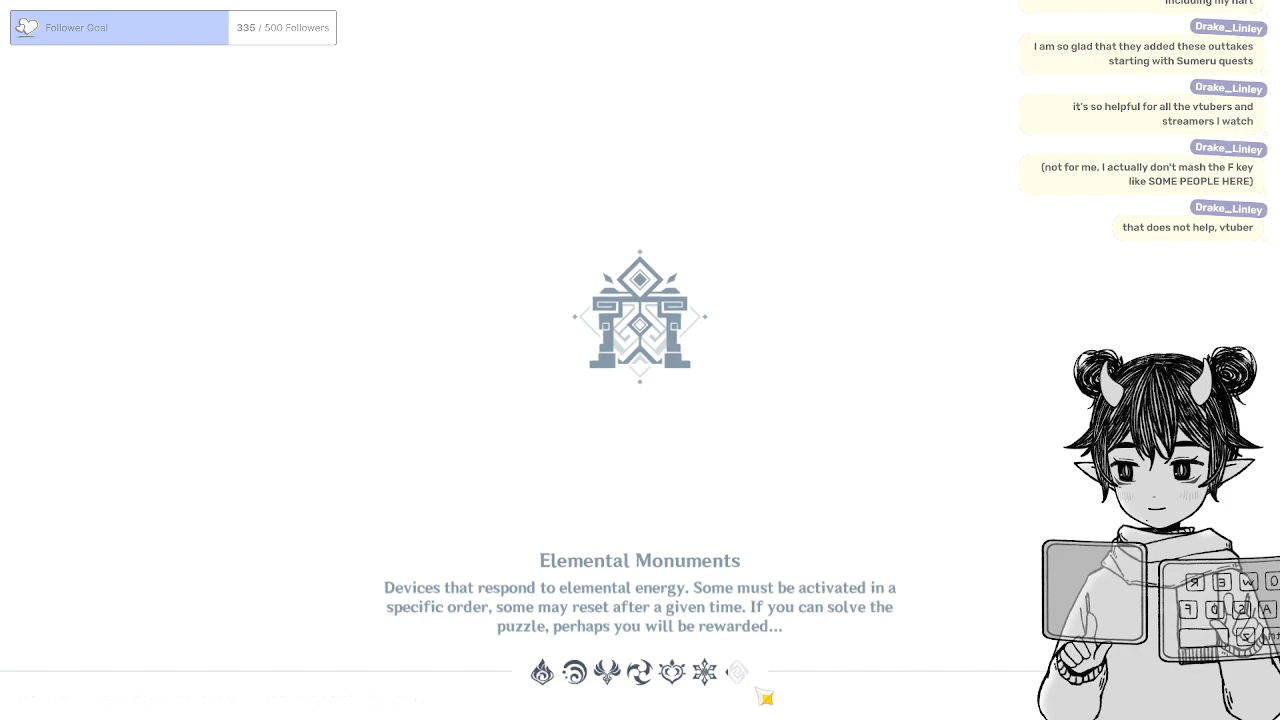 Follower Goal
335 / 500 Followers
Drake_Linley
I am so glad that they added these outtakes
starting with Sumeru quests
Drake_Linley
it's so helpful for all the vtubers and
streamers I watch
Drake_Linley
(not for me, I actually don't mash the F key
like SOME PEOPLE HERE)
Drake_Linley
that does not help, vtuber
Elemental Monuments
Devices that respond to elemental energy. Some must be activated in a
specific order, some may reset after a given time. If you can solve the
puzzle, perhaps you will be rewarded...